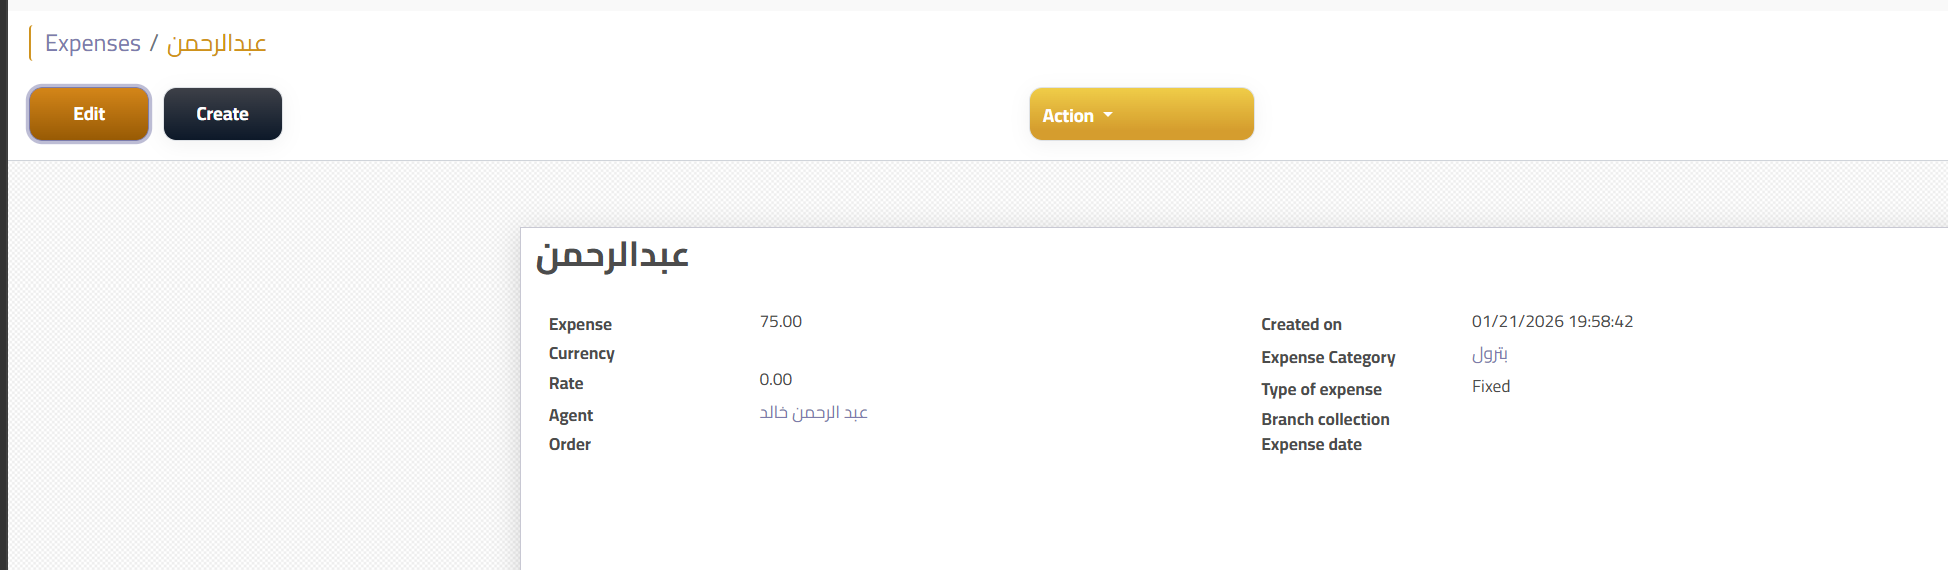 Expenses / عبدالرحمن
Edit
Create
Action
عبدالرحمن
Expense 75.00
Currency
Rate 0.00
Agent عبد الرحمن خالد
Order
Created on 01/21/2026 19:58:42
Expense Category بترول
Type of expense Fixed
Branch collection
Expense date